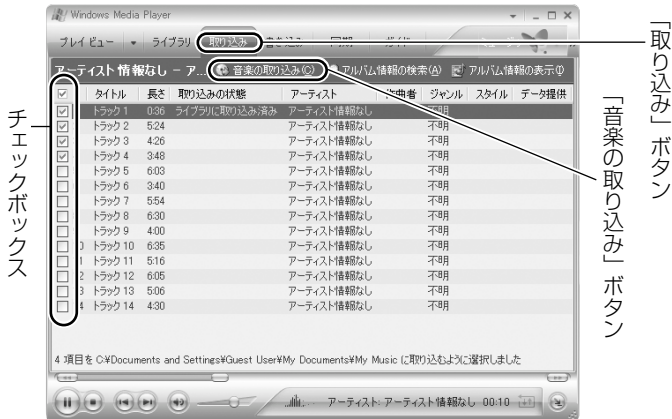 Windows Media Player
プレイビュー ライブラリ 取り込み 書き込み 同期 ガイド
アーティスト情報なし - ア... 音楽の取り込み(C) アルバム情報の検索(A) アルバム情報の表示
タイトル 長さ 取り込みの状態 アーティスト 作曲者 ジャンル スタイル データ提供
トラック 1 0:36 ライブラリに取り込み済み アーティスト情報なし 不明
トラック 2 5:24 アーティスト情報なし 不明
トラック 3 4:26 アーティスト情報なし 不明
トラック 4 3:48 アーティスト情報なし 不明
トラック 5 6:03 アーティスト情報なし 不明
トラック 6 3:40 アーティスト情報なし 不明
トラック 7 5:54 アーティスト情報なし 不明
トラック 8 6:30 アーティスト情報なし 不明
トラック 9 4:00 アーティスト情報なし 不明
0 トラック 10 6:35 アーティスト情報なし 不明
1 トラック 11 5:16 アーティスト情報なし 不明
2 トラック 12 6:05 アーティスト情報なし 不明
3 トラック 13 5:06 アーティスト情報なし 不明
4 トラック 14 4:30 アーティスト情報なし 不明
4 項目を C:¥Documents and Settings¥Guest User¥My Documents¥My Music に取り込むように選択しました
アーティスト: アーティスト情報なし 00:10
「取り込み」ボタン
「音楽の取り込み」ボタン
チェックボックス